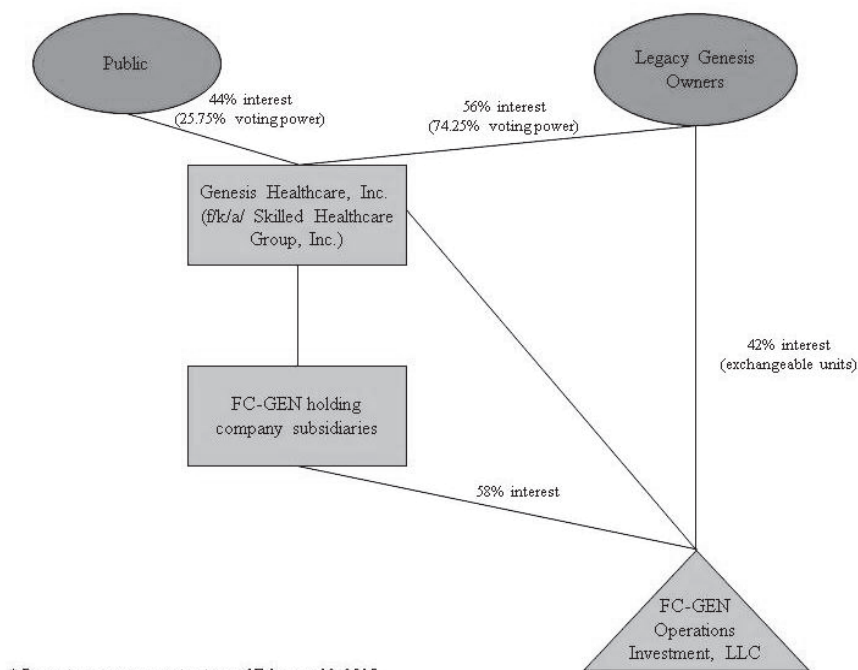 Public
Legacy Genesis
Owners
44% interest
(25.75% voting power)
56% interest
(74.25% voting power)
Genesis Healthcare, Inc.
(f/k/a/ Skilled Healthcare
Group, Inc.)
42% interest
(exchangeable units)
FC-GEN holding
company subsidiaries
58% interest
FC-GEN
Operations
Investment, LLC